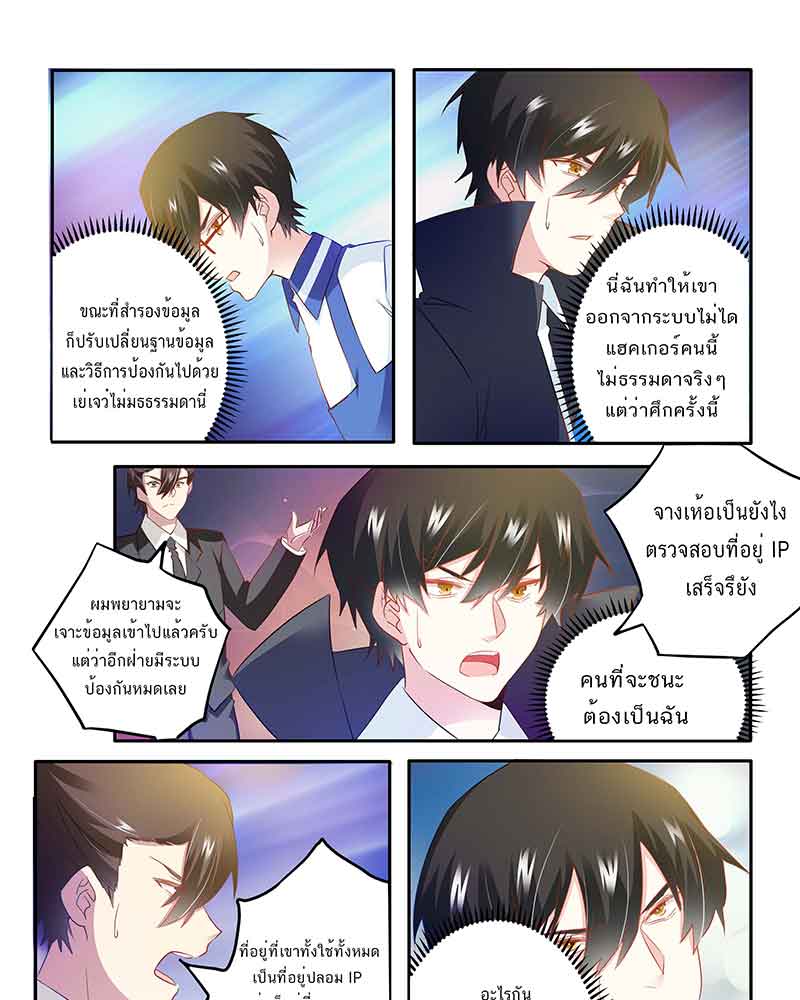 ขณะที่สำรองข้อมูล
ก็ปรับเปลี่ยนฐานข้อมูล
และวิธีการป้องกันไปด้วย
เย่เจว๋ไม่มธธรรมดานี่
นี่ฉันทำให้เขา
ออกจากระบบไม่ได
แฮคเกอร์คนนี้
ไม่ธรรมดาจริงๆ
แต่ว่าศึกครั้งนี้
จางเห้อเป็นยังไง
ตรวจสอบที่อยู่ IP
เสร็จรึยัง
ผมพยายามจะ
เจาะข้อมูลเข้าไปแล้วครับ
แต่ว่าอีกฝ่ายมีระบบ
ป้องกันหมดเลย
คนที่จะชนะ
ต้องเป็นฉัน
ที่อยู่ที่เขาทั้งใช้ทั้งหมด
เป็นที่อยู่ปลอม IP
อะไรกัน